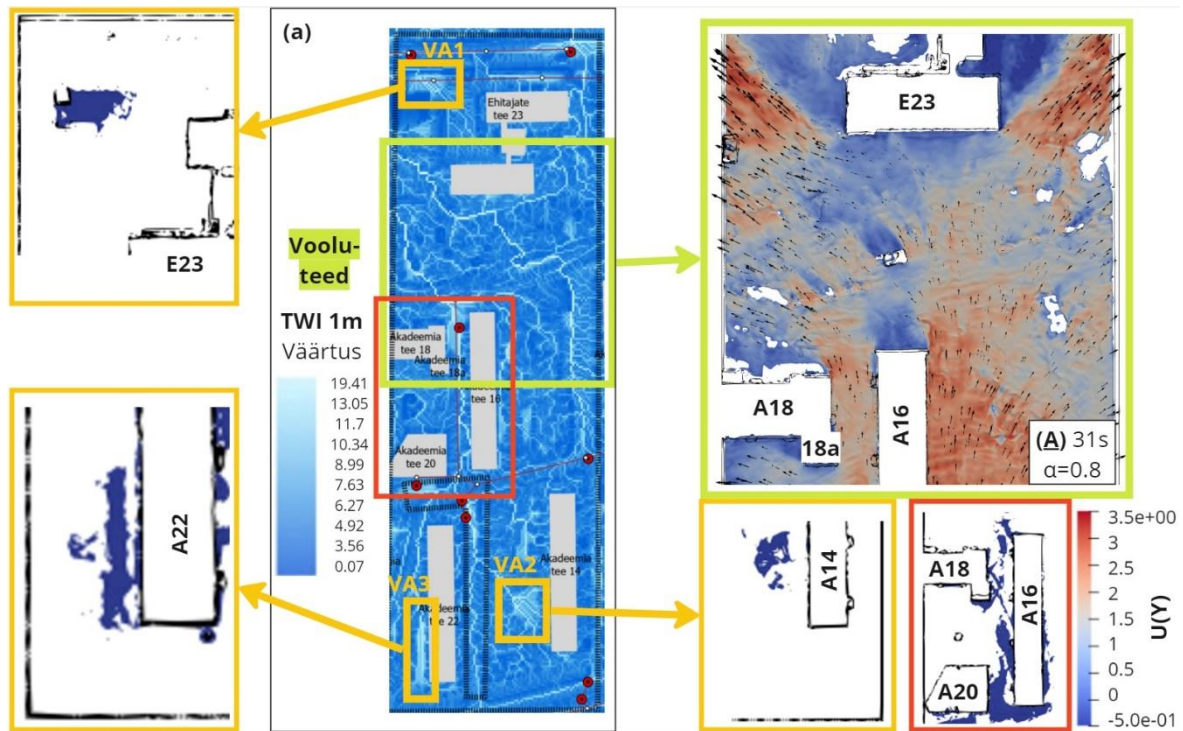 (a)
VA1
Ehitajate
tee 23
E23
Voolu-
teed
TWI 1m
Väärtus
19.41
13.05
11.7
10.34
8.99
7.63
6.27
4.92
3.56
0.07
Akadeemia
tee 18
Akadeemia
tee 18a
tee 16
Akadeemia
tee 20
VA2
Akadeemia
tee 14
VA3
Akadeemia
tee 22
A22
E23
A18
18a
A16
(A) 31s
α=0.8
A14
A18
A16
A20
3.5e+00
3
2.5
2
1.5
1
0.5
0
-5.0e-01
U(Y)